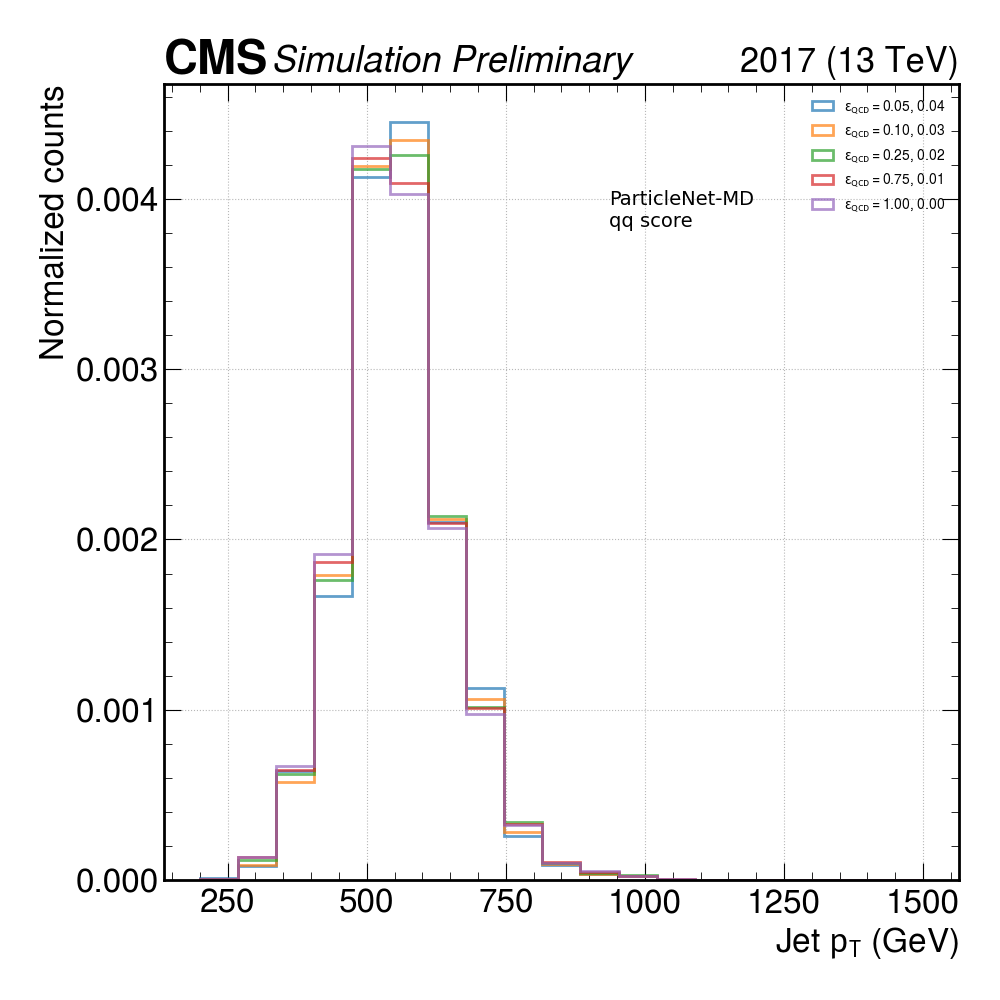 CMS Simulation Preliminary 2017 (13 TeV)
Normalized counts
ε_QCD = 0.05, 0.04
ε_QCD = 0.10, 0.03
ε_QCD = 0.25, 0.02
ε_QCD = 0.75, 0.01
ε_QCD = 1.00, 0.00
ParticleNet-MD
qq score
0.004
0.003
0.002
0.001
0.000
250 500 750 1000 1250 1500
Jet p_T (GeV)